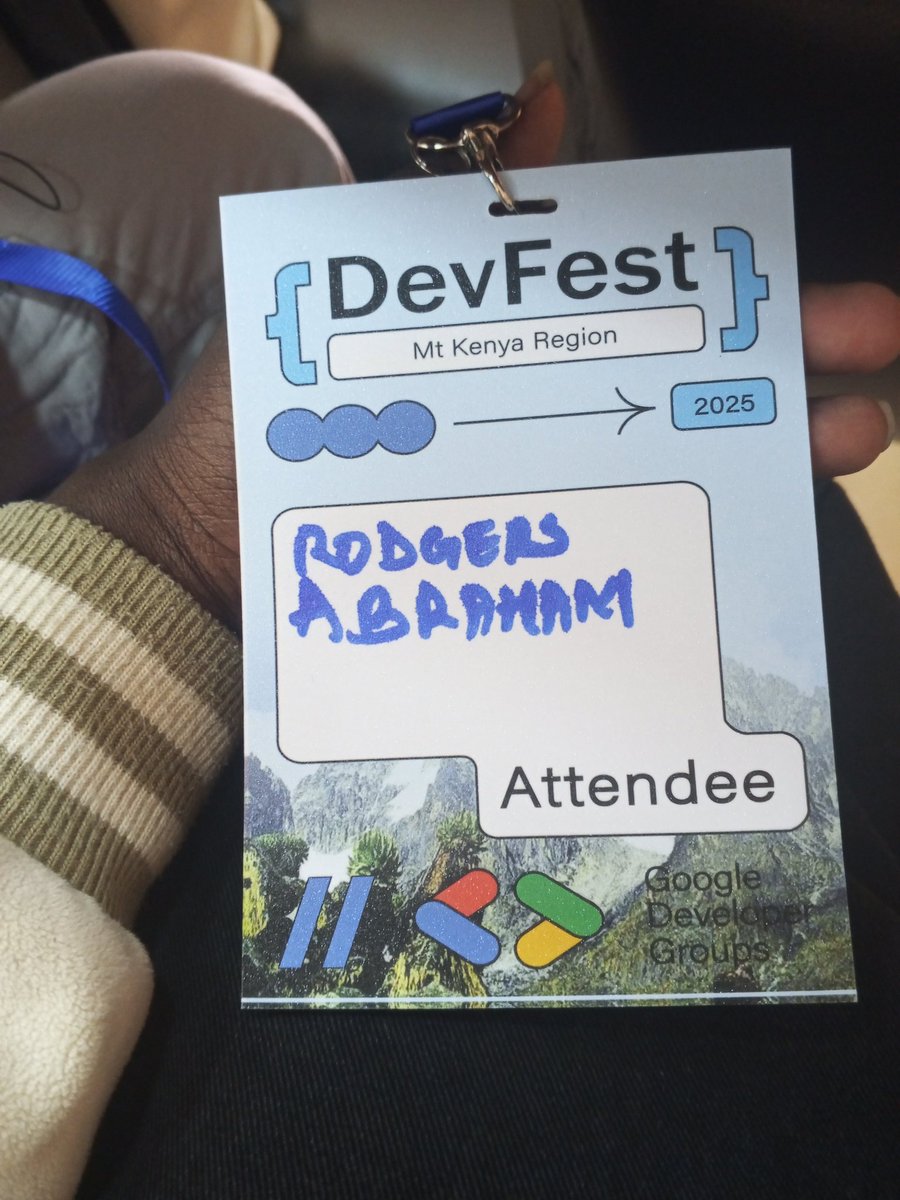 { DevFest }
Mt Kenya Region
2025
RODGERS
ABRAHAM
Attendee
//
Google
Developer
Groups